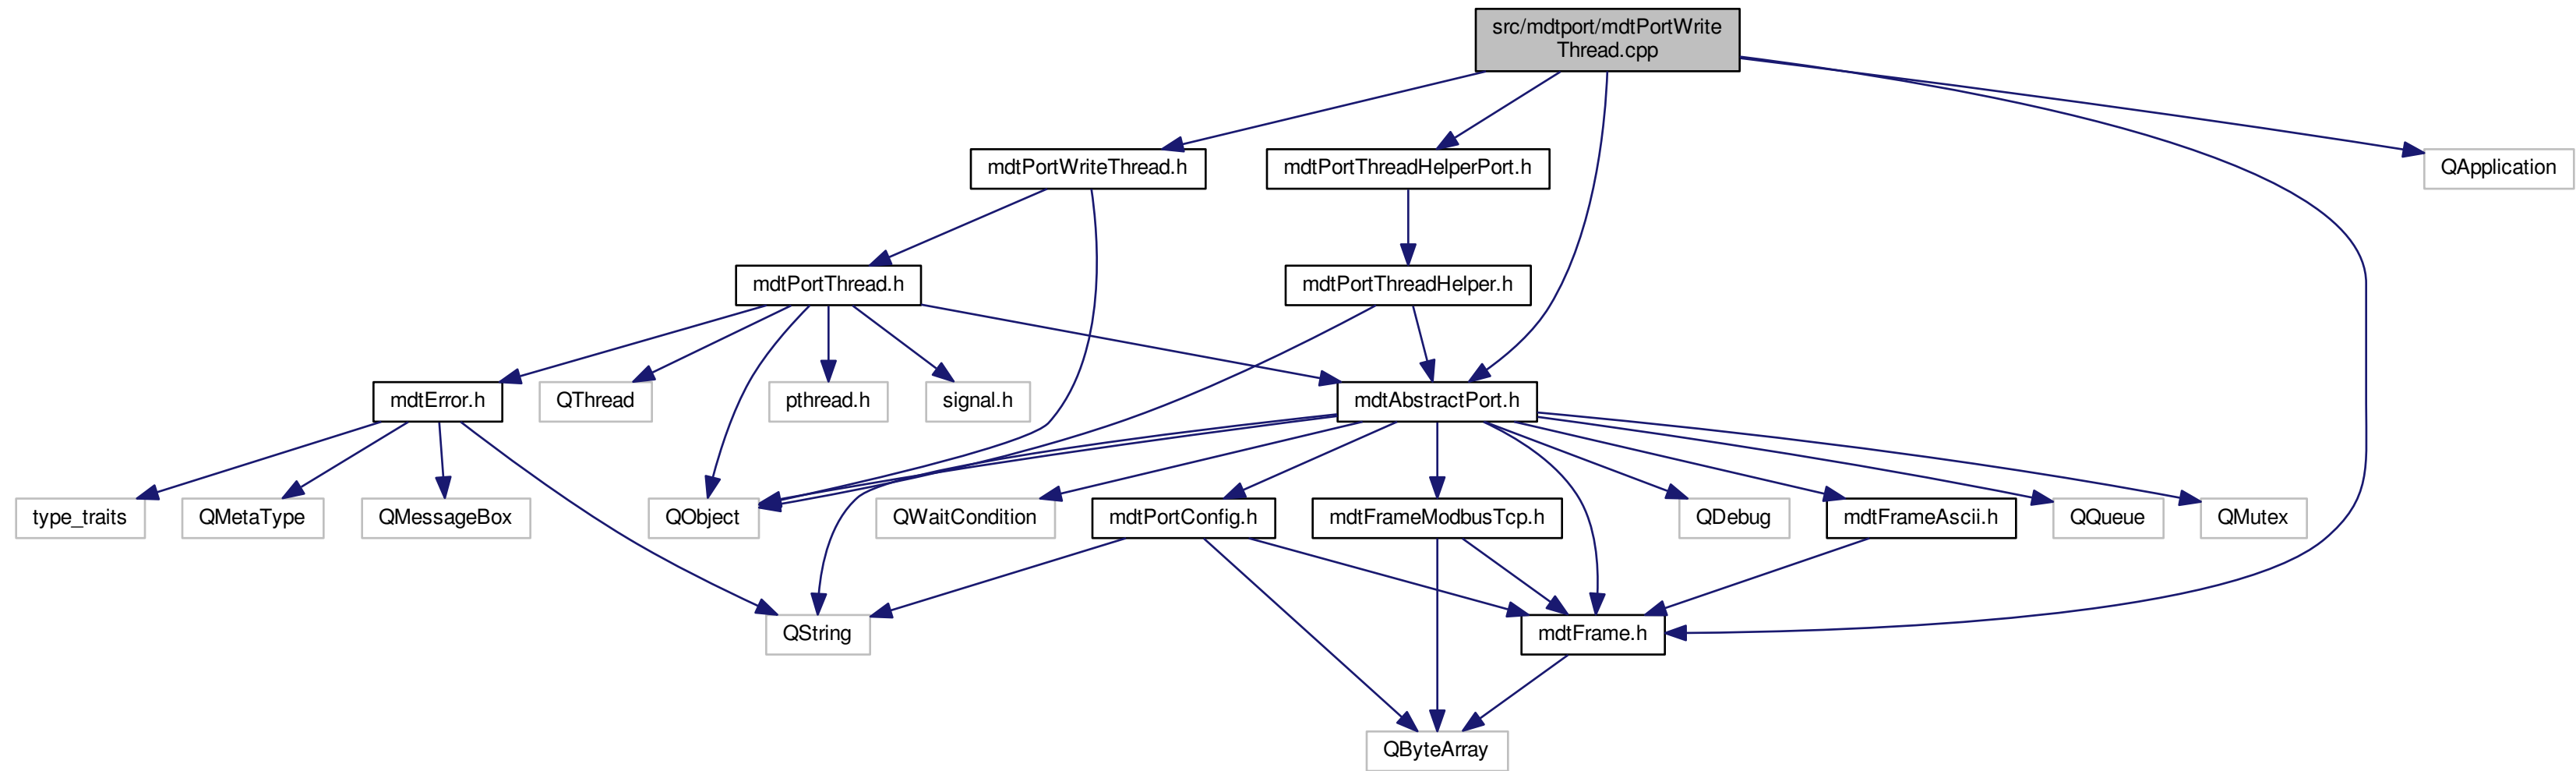 src/mdtport/mdtPortWrite
Thread.cpp
mdtPortWriteThread.h
mdtPortThreadHelperPort.h
QApplication
mdtPortThread.h
mdtPortThreadHelper.h
mdtError.h
QThread
pthread.h
signal.h
mdtAbstractPort.h
type_traits
QMetaType
QMessageBox
QObject
QWaitCondition
mdtPortConfig.h
mdtFrameModbusTcp.h
QDebug
mdtFrameAscii.h
QQueue
QMutex
QString
mdtFrame.h
QByteArray